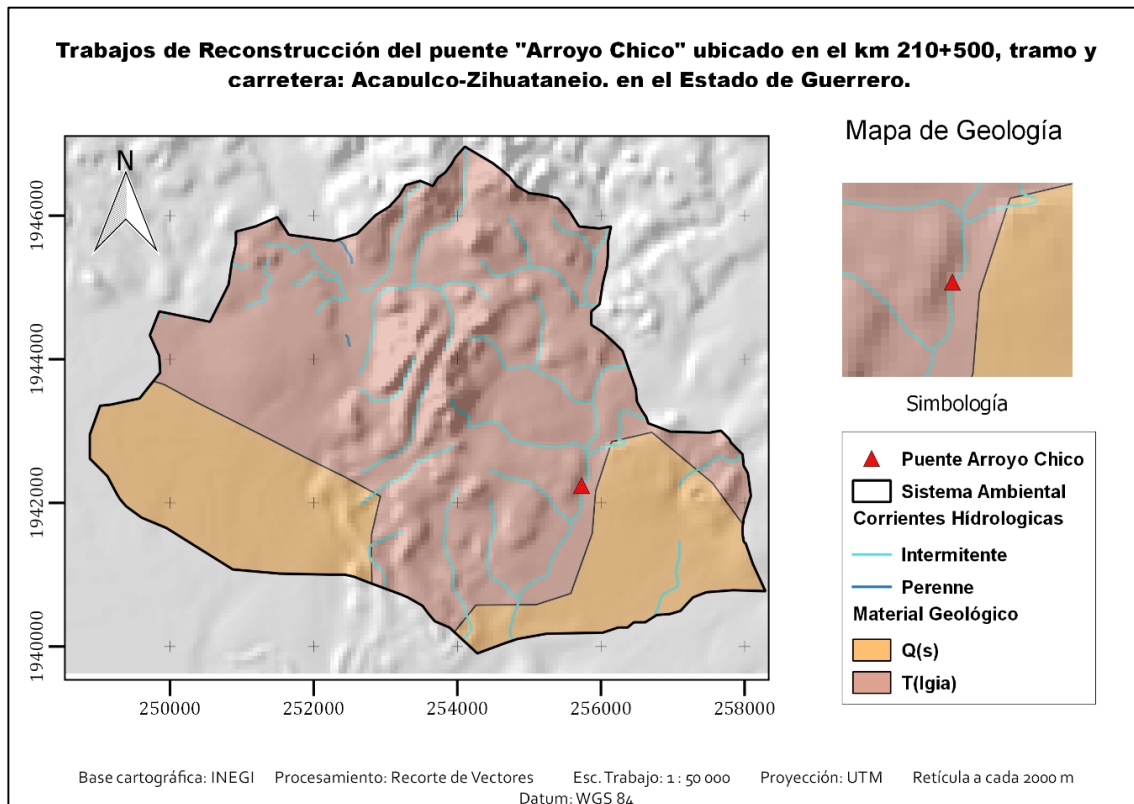 Trabajos de Reconstrucción del puente "Arroyo Chico" ubicado en el km 210+500, tramo y
carretera: Acapulco-Zihuatanejo, en el Estado de Guerrero.
Mapa de Geología
N
1946000
1944000
1942000
1940000
250000 252000 254000 256000 258000
Simbología
Puente Arroyo Chico
Sistema Ambiental
Corrientes Hídrologicas
Intermitente
Perenne
Material Geológico
Q(s)
T(Igia)
Base cartográfica: INEGI Procesamiento: Recorte de Vectores Esc. Trabajo: 1 : 50 000 Proyección: UTM Retícula a cada 2000 m
Datum: WGS 84